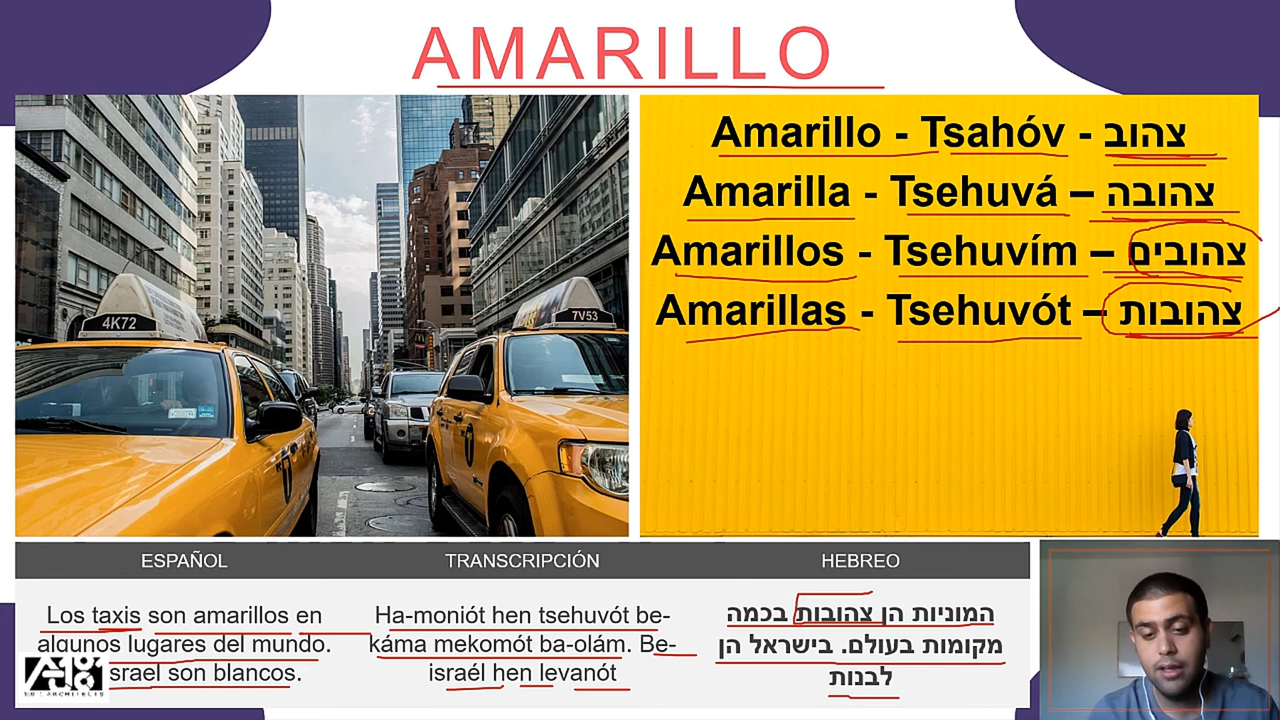 AMARILLO
4K72
7V53
Amarillo - Tsahóv - צהוב
Amarilla - Tsehuvá – צהובה
Amarillos - Tsehuvím – צהובים
Amarillas - Tsehuvót – צהובות
ESPAÑOL
Los taxis son amarillos en
algunos lugares del mundo.
srael son blancos.
TRANSCRIPCIÓN
Ha-moniót hen tsehuvót be-
káma mekomót ba-olám. Be-
israél hen levanót
HEBREO
המוניות הן צהובות בכמה
מקומות בעולם. בישראל הן
לבנות